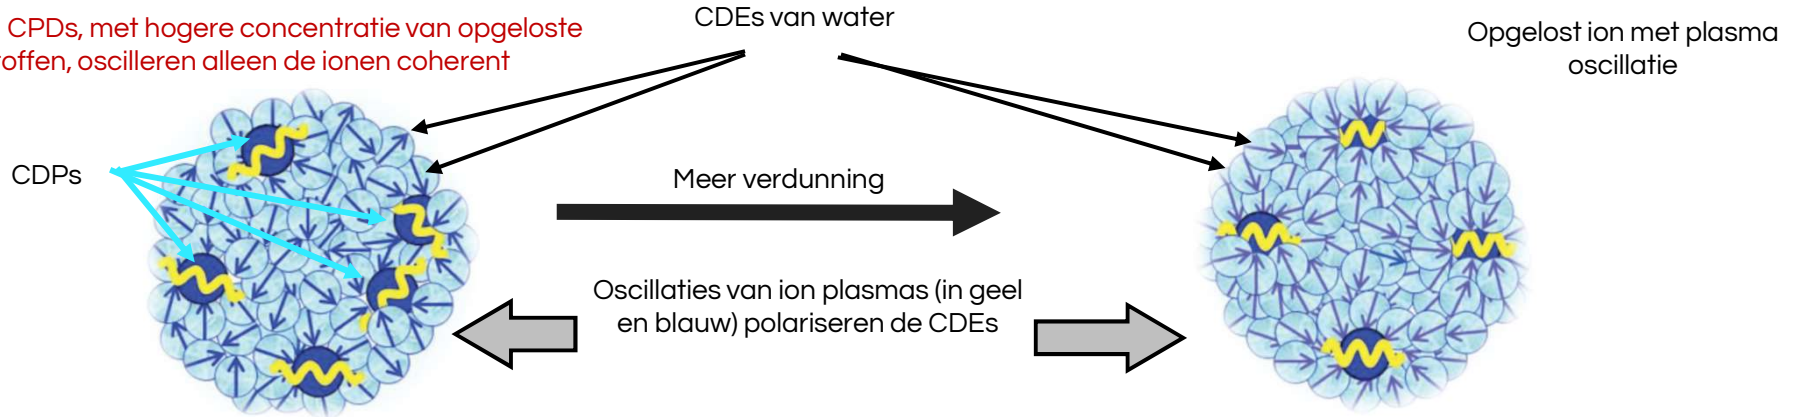 CPDs, met hogere concentratie van opgeloste
offen, oscilleren alleen de ionen coherent
CDEs van water
Opgelost ion met plasma
oscillatie
CDPs
Meer verdunning
Oscillaties van ion plasmas (in geel
en blauw) polariseren de CDEs